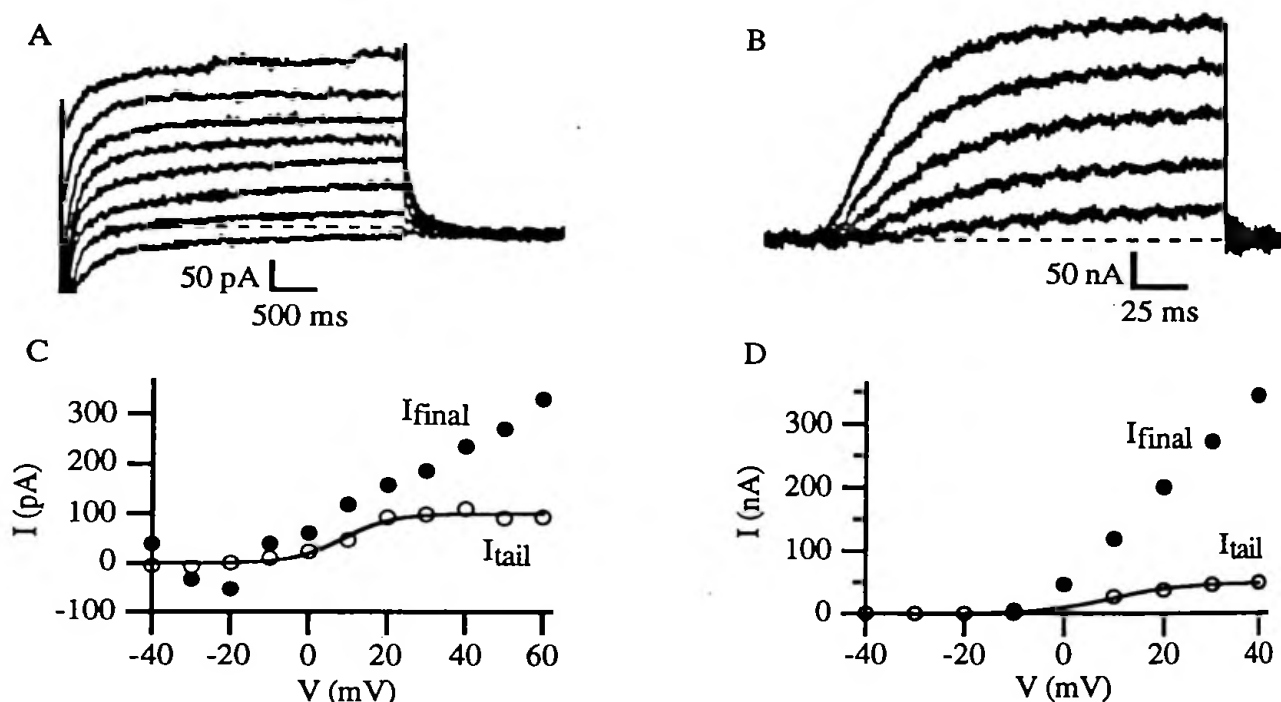 A
50 pA
500 ms
B
50 nA
25 ms
C
I (pA)
300
200
100
0
-100
Ifinal
Itail
-40 -20 0 20 40 60
V (mV)
D
I (nA)
300
200
100
0
Ifinal
Itail
-40 -20 0 20 40
V (mV)